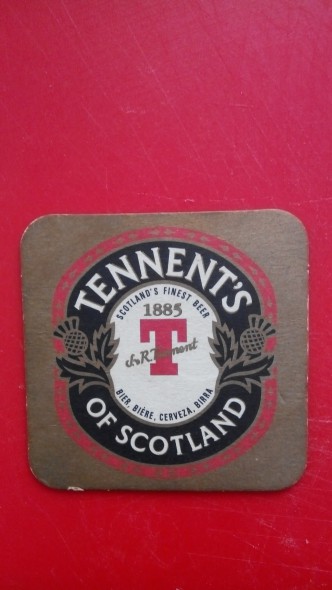 TENNENT'S
SCOTLAND'S FINEST BEER
1885
T
BIER, BIÈRE, CERVEZA, BIRRA
OF SCOTLAND